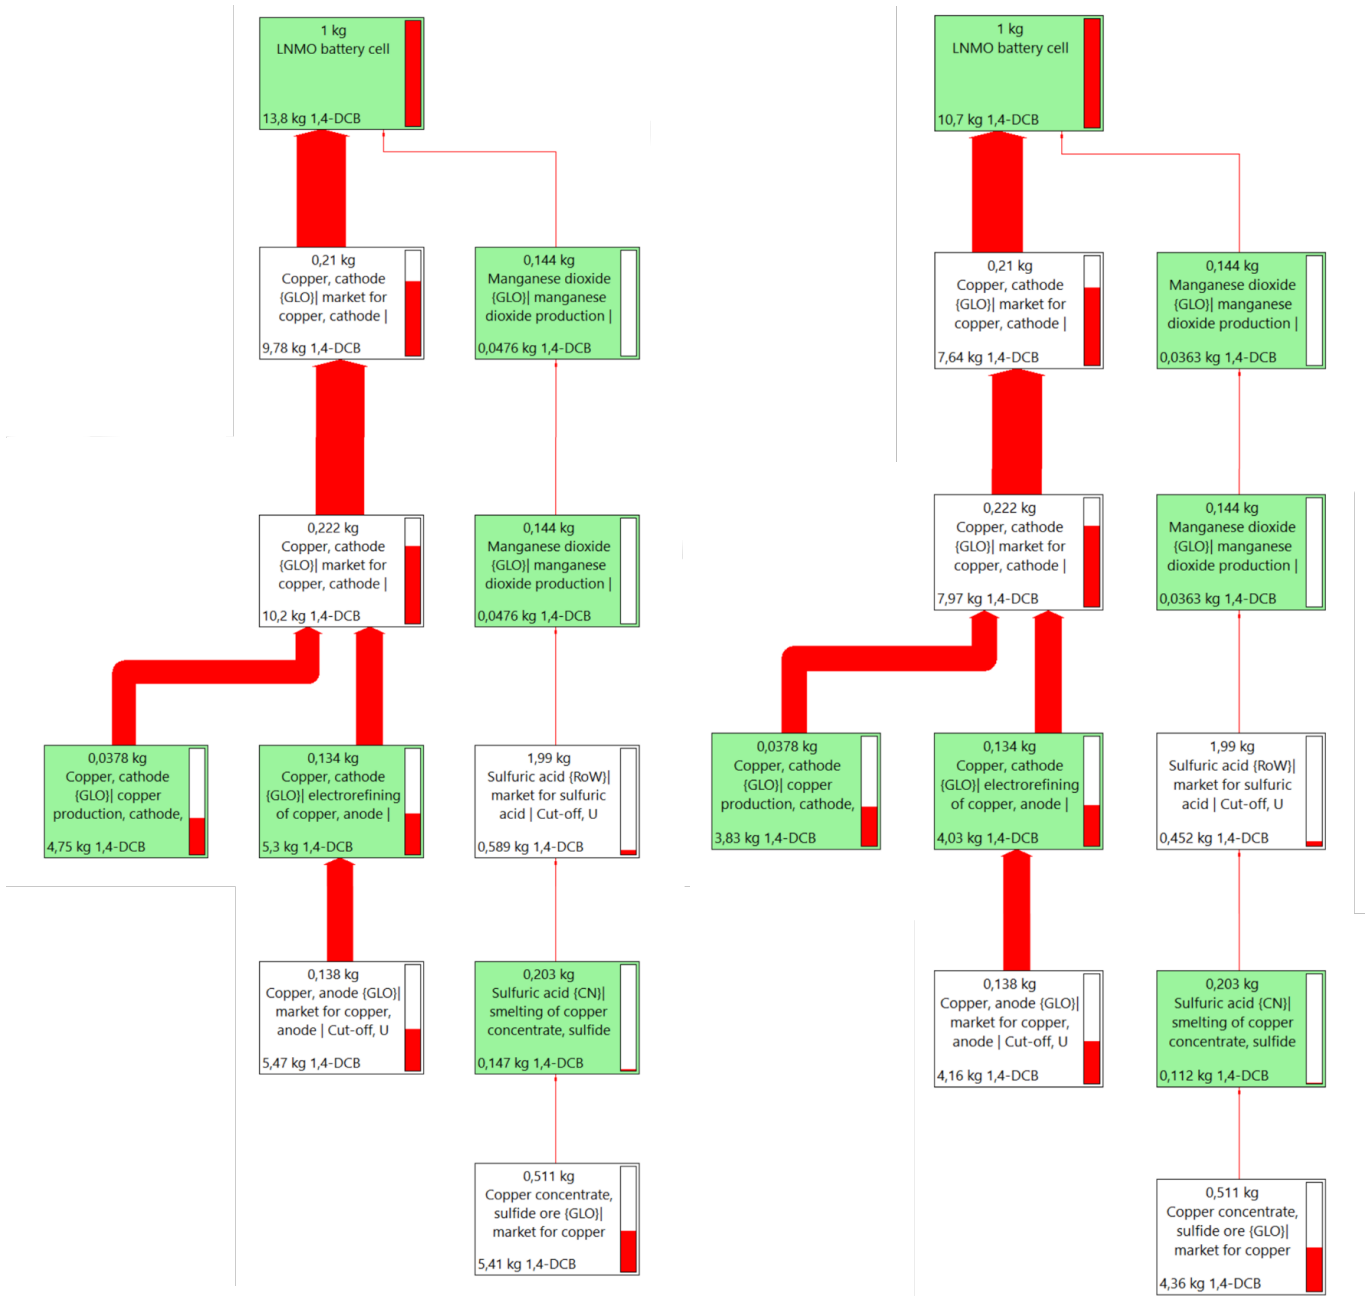 1 kg
LNMO battery cell
13,8 kg 1,4-DCB
0,21 kg
Copper, cathode
{GLO}| market for
copper, cathode |
9,78 kg 1,4-DCB
0,144 kg
Manganese dioxide
{GLO}| manganese
dioxide production |
0,0476 kg 1,4-DCB
0,222 kg
Copper, cathode
{GLO}| market for
copper, cathode |
10,2 kg 1,4-DCB
0,144 kg
Manganese dioxide
{GLO}| manganese
dioxide production |
0,0476 kg 1,4-DCB
0,0378 kg
Copper, cathode
{GLO}| copper
production, cathode,
4,75 kg 1,4-DCB
0,134 kg
Copper, cathode
{GLO}| electrorefining
of copper, anode |
5,3 kg 1,4-DCB
1,99 kg
Sulfuric acid {RoW}|
market for sulfuric
acid | Cut-off, U
0,589 kg 1,4-DCB
0,138 kg
Copper, anode {GLO}|
market for copper,
anode | Cut-off, U
5,47 kg 1,4-DCB
0,203 kg
Sulfuric acid {CN}|
smelting of copper
concentrate, sulfide
0,147 kg 1,4-DCB
0,511 kg
Copper concentrate,
sulfide ore {GLO}|
market for copper
5,41 kg 1,4-DCB
1 kg
LNMO battery cell
10,7 kg 1,4-DCB
0,21 kg
Copper, cathode
{GLO}| market for
copper, cathode |
7,64 kg 1,4-DCB
0,144 kg
Manganese dioxide
{GLO}| manganese
dioxide production |
0,0363 kg 1,4-DCB
0,222 kg
Copper, cathode
{GLO}| market for
copper, cathode |
7,97 kg 1,4-DCB
0,144 kg
Manganese dioxide
{GLO}| manganese
dioxide production |
0,0363 kg 1,4-DCB
0,0378 kg
Copper, cathode
{GLO}| copper
production, cathode,
3,83 kg 1,4-DCB
0,134 kg
Copper, cathode
{GLO}| electrorefining
of copper, anode |
4,03 kg 1,4-DCB
1,99 kg
Sulfuric acid {RoW}|
market for sulfuric
acid | Cut-off, U
0,452 kg 1,4-DCB
0,138 kg
Copper, anode {GLO}|
market for copper,
anode | Cut-off, U
4,16 kg 1,4-DCB
0,203 kg
Sulfuric acid {CN}|
smelting of copper
concentrate, sulfide
0,112 kg 1,4-DCB
0,511 kg
Copper concentrate,
sulfide ore {GLO}|
market for copper
4,36 kg 1,4-DCB